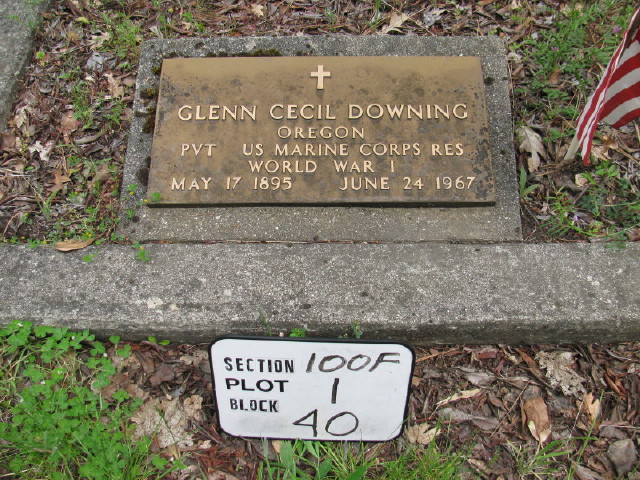 GLENN CECIL DOWNING
OREGON
PVT US MARINE CORPS RES
WORLD WAR I
MAY 17 1895 JUNE 24 1967
SECTION 100F
PLOT 1
BLOCK 40